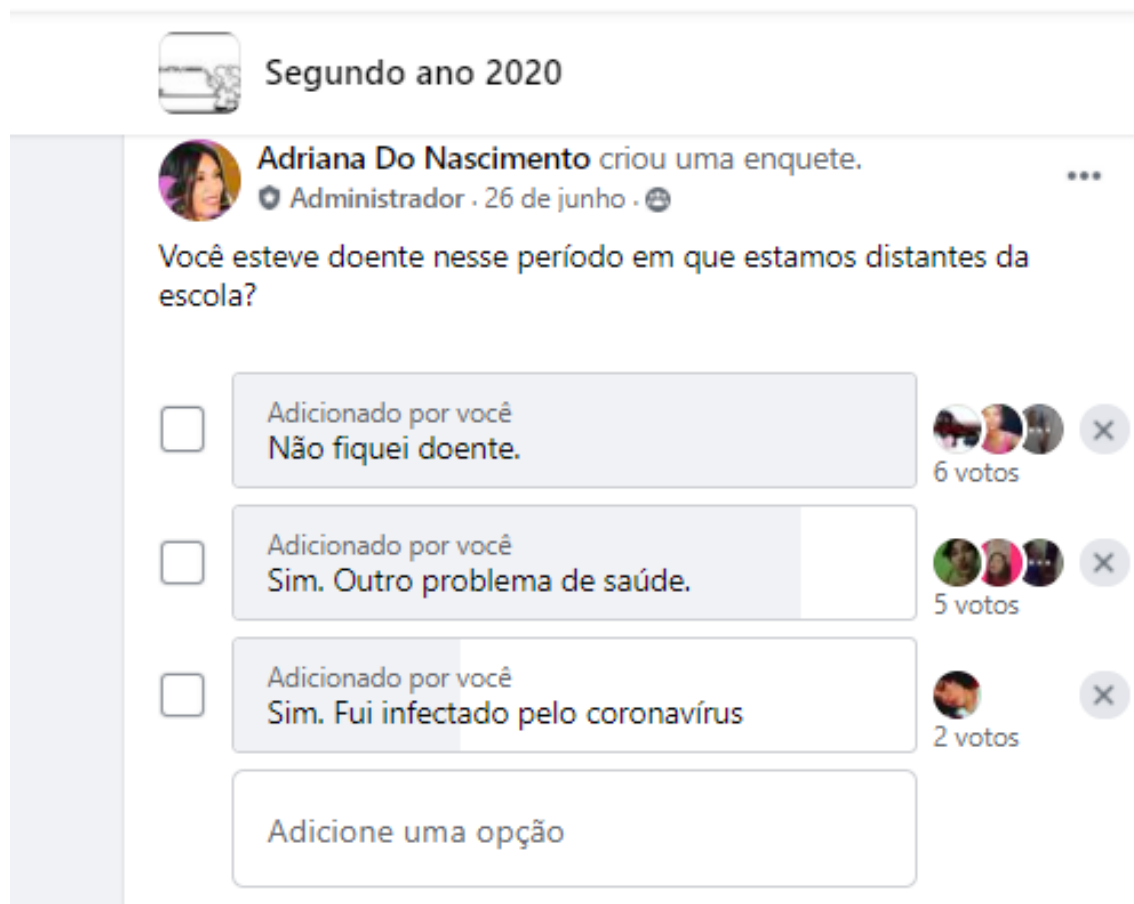 Segundo ano 2020
Adriana Do Nascimento criou uma enquete.
Administrador · 26 de junho ·
Você esteve doente nesse período em que estamos distantes da
escola?
Adicionado por você
Não fiquei doente.
6 votos
Adicionado por você
Sim. Outro problema de saúde.
5 votos
Adicionado por você
Sim. Fui infectado pelo coronavírus
2 votos
Adicione uma opção